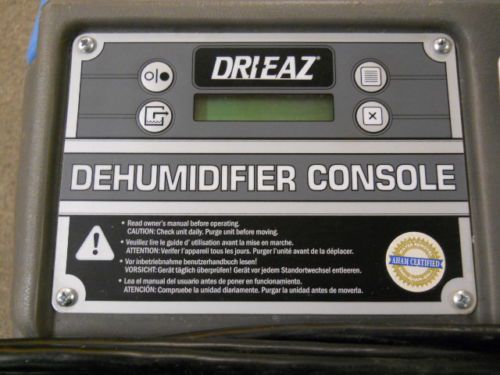 DRI-EAZ®
DEHUMIDIFIER CONSOLE
• Read owner's manual before operating.
CAUTION: Check unit daily. Purge unit before moving.
• Veuillez lire le guide d' utilisation avant la mise en marche.
ATTENTION: Verifer l'appareil tous les jours. Purger l'unité avant de la déplacer.
• Vor inbetriebnahme benutzerhandboch lesen!
VORSICHT: Gerät täglich überprüfen! Gerät vor jedem Standortwechsel entleeren.
• Lea el manual del usuario antes de poner en funcionamiento.
ATENCIÓN: Compruebe la unidad diariamente. Purgar la unidad antes de moverla.
AHAM CERTIFIED